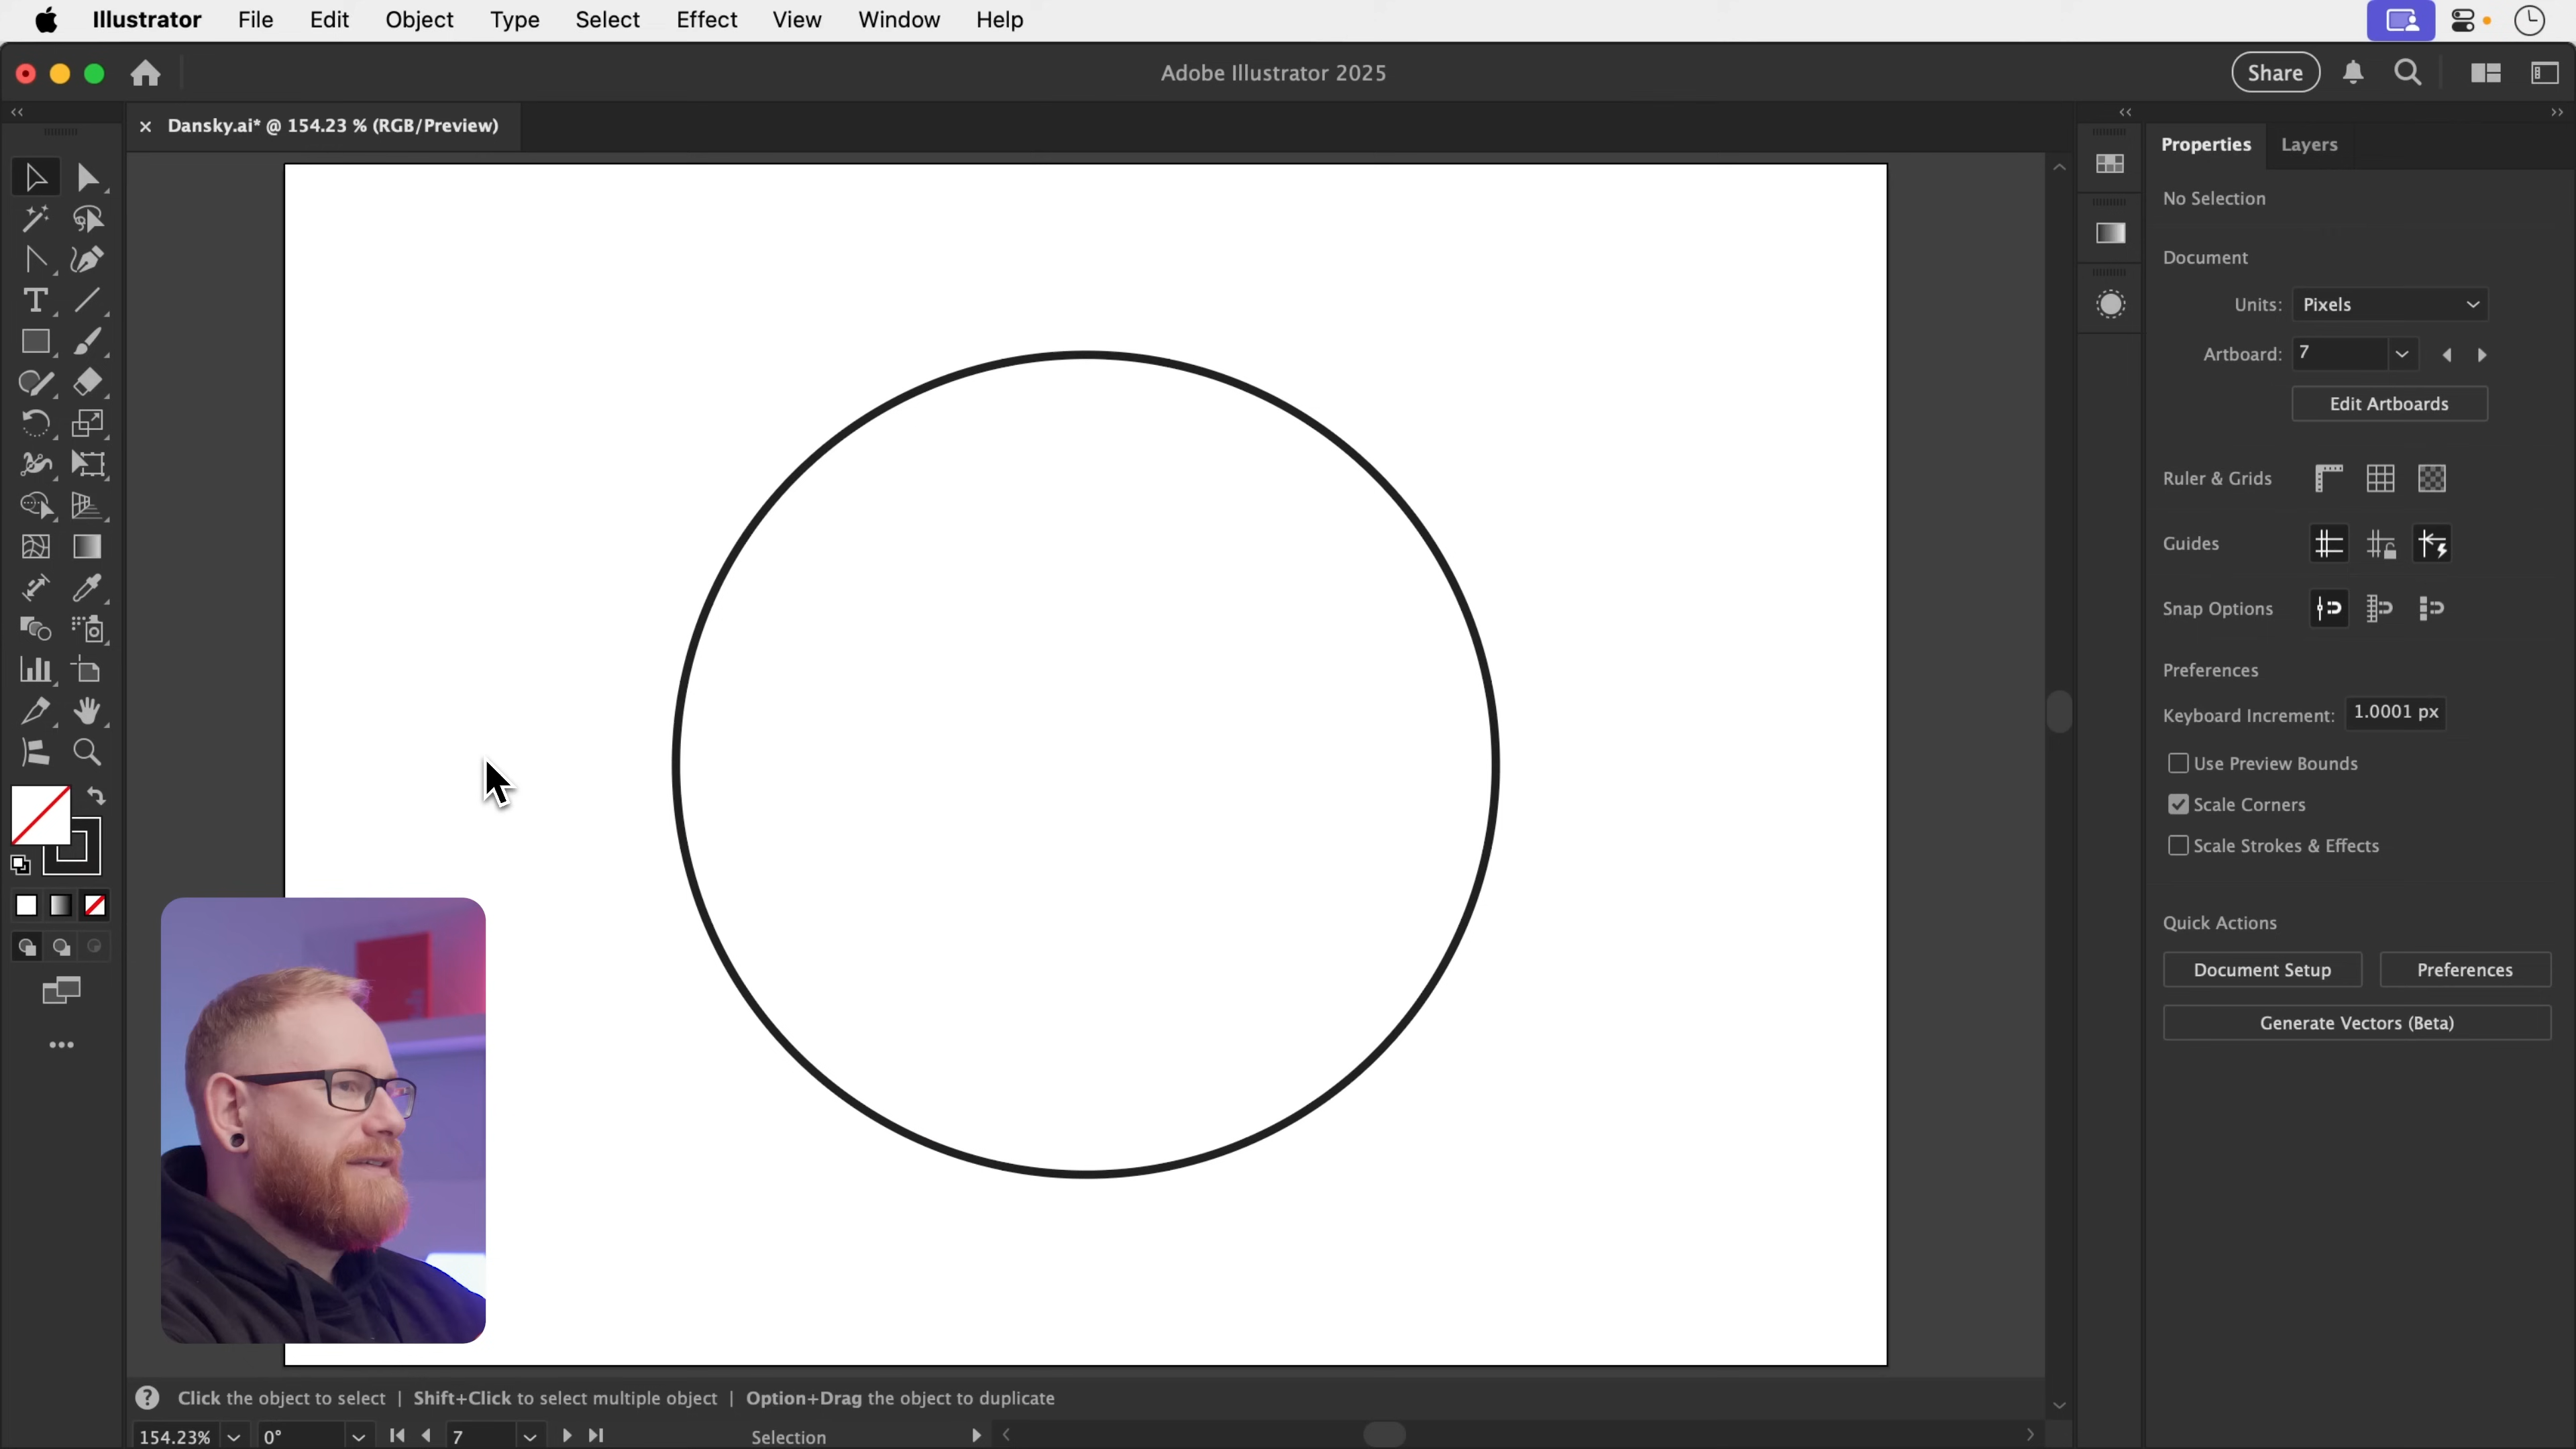 Illustrator File Edit Object Type Select Effect View Window Help
Adobe Illustrator 2025
Share
Dansky.ai* @ 154.23 % (RGB/Preview)
Properties Layers
No Selection
Document
Units: Pixels
Artboard: 7
Edit Artboards
Ruler & Grids
Guides
Snap Options
Preferences
Keyboard Increment: 1.0001 px
Use Preview Bounds
Scale Corners
Scale Strokes & Effects
Quick Actions
Document Setup Preferences
Generate Vectors (Beta)
Click the object to select | Shift+Click to select multiple object | Option+Drag the object to duplicate
154.23% 0° 7 Selection